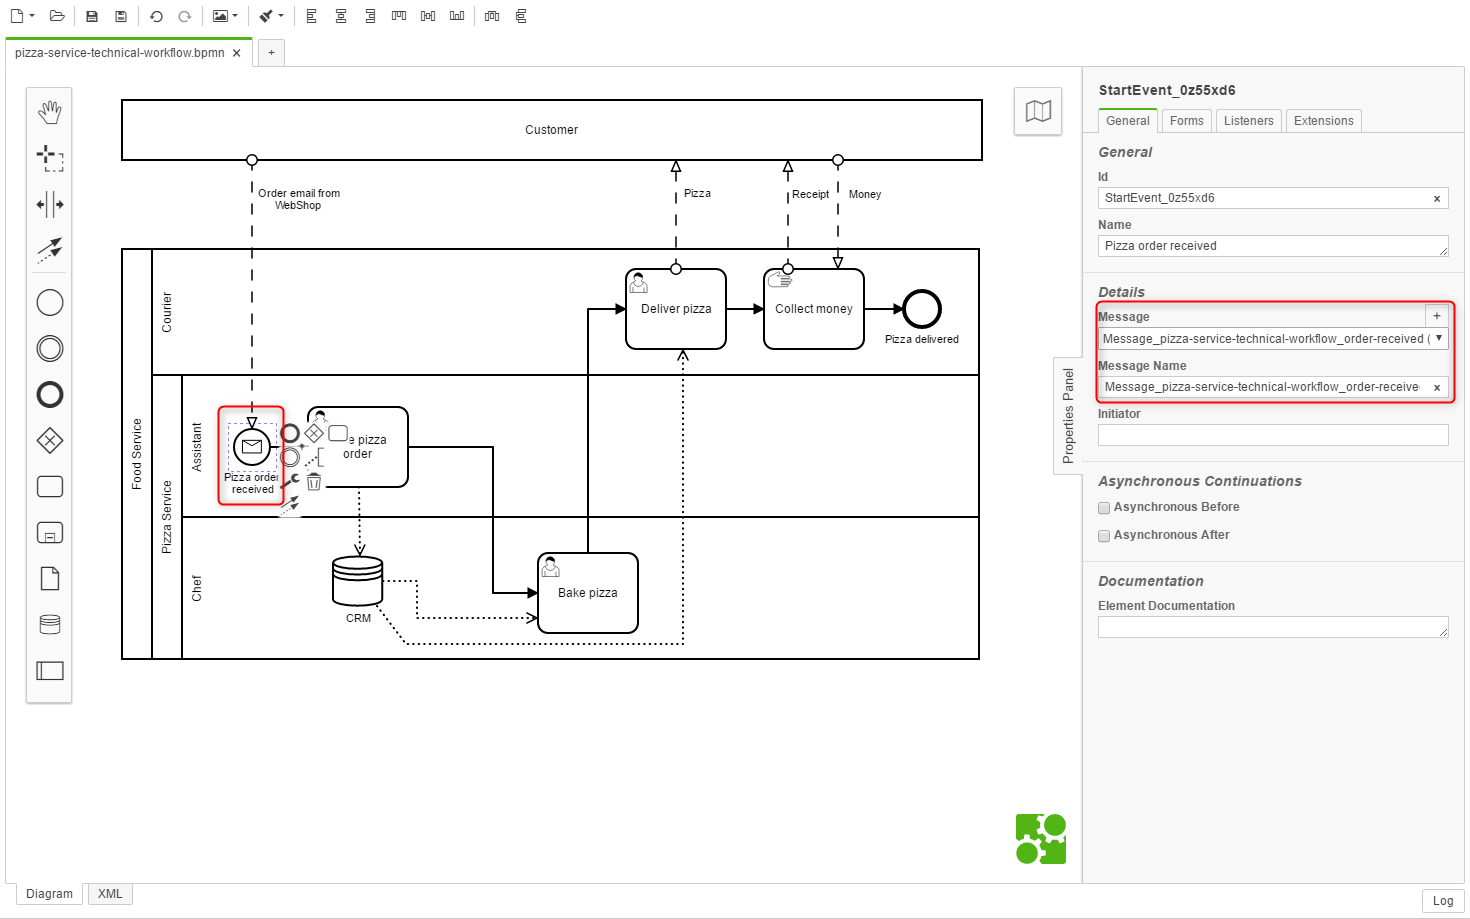 pizza-service-technical-workflow.bpmn
+
Customer
Order email from
WebShop
Pizza
Receipt
Money
Food Service
Courier
Deliver pizza
Collect money
Pizza delivered
Pizza Service
Assistant
Pizza order
received
e pizza
order
Chef
CRM
Bake pizza
Properties Panel
StartEvent_0z55xd6
General
Forms
Listeners
Extensions
General
Id
StartEvent_0z55xd6
Name
Pizza order received
Details
Message
+
Message_pizza-service-technical-workflow_order-received (
Message Name
Message_pizza-service-technical-workflow_order-receive
Initiator
Asynchronous Continuations
Asynchronous Before
Asynchronous After
Documentation
Element Documentation
Diagram
XML
Log